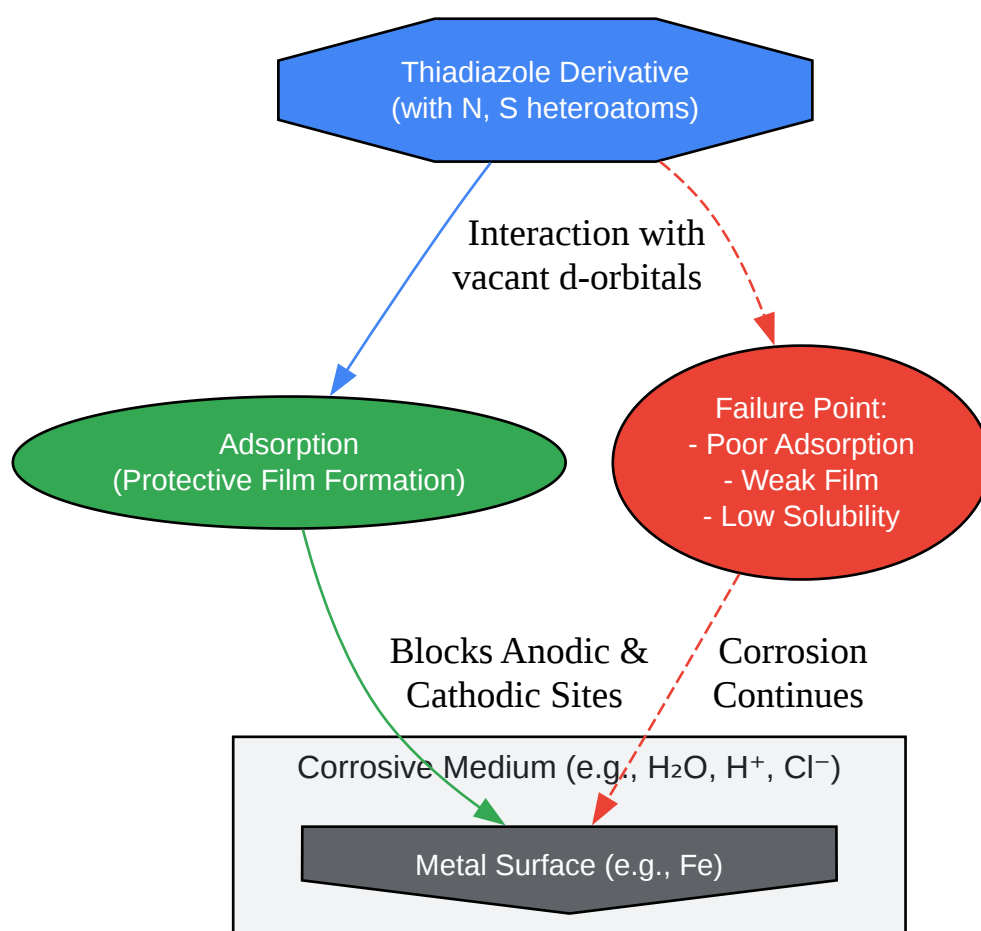 Thiadiazole Derivative
(with N, S heteroatoms)
Interaction with
vacant d-orbitals
Adsorption
(Protective Film Formation)
Failure Point:
- Poor Adsorption
- Weak Film
- Low Solubility
Blocks Anodic &
Cathodic Sites
Corrosion
Continues
Corrosive Medium (e.g., H₂O, H⁺, Cl⁻)
Metal Surface (e.g., Fe)